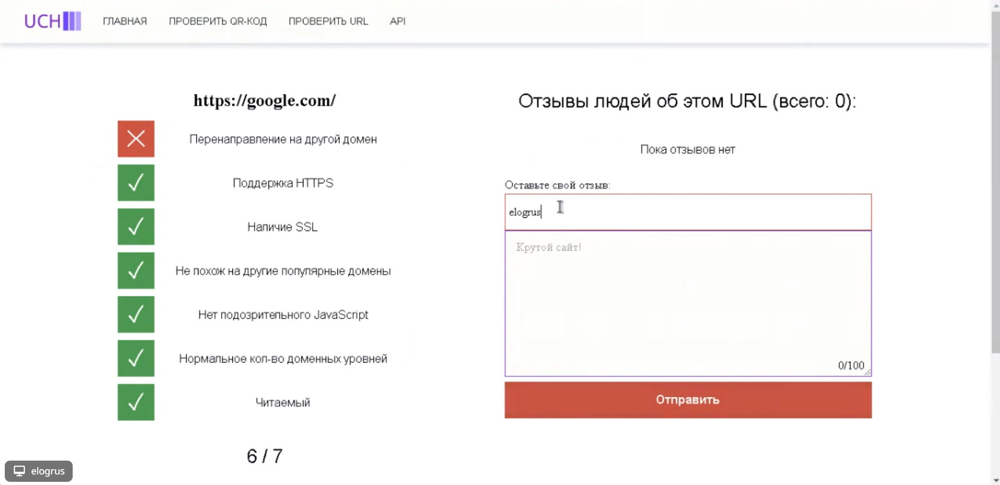 UCH
ГЛАВНАЯ
ПРОВЕРИТЬ QR-КОД
ПРОВЕРИТЬ URL
API
https://google.com/
Перенаправление на другой домен
Поддержка HTTPS
Наличие SSL
Не похож на другие популярные домены
Нет подозрительного JavaScript
Нормальное кол-во доменных уровней
Читаемый
6 / 7
Отзывы людей об этом URL (всего: 0):
Пока отзывов нет
Оставьте свой отзыв:
elogrus
Крутой сайт!
0/100
Отправить
elogrus